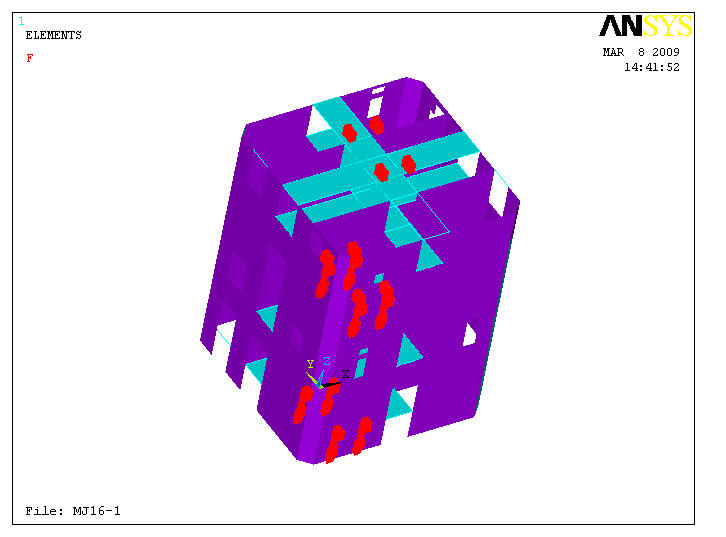 1
ELEMENTS
F
ANSYS
MAR 8 2009
14:41:52
Y Z
X
File: MJ16-1